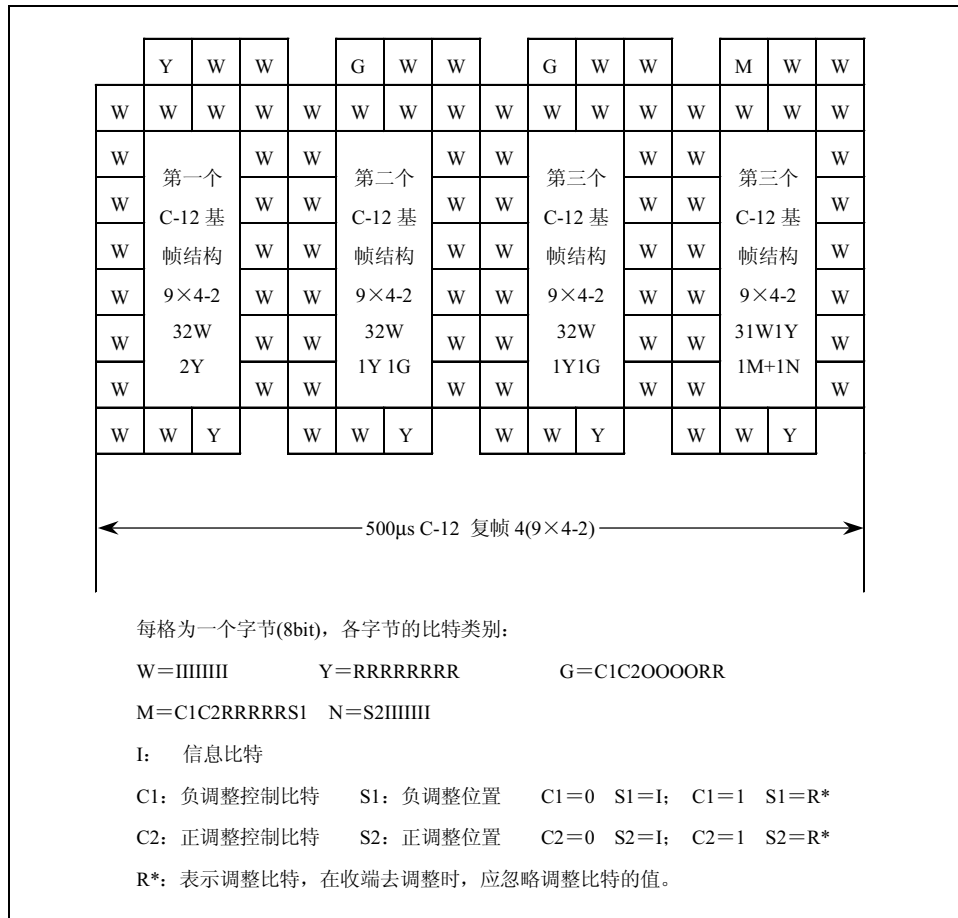 Y W W G W W G W W M W W
W W W W W W W W W W W W W W W W
W W W W W W W W
第一个 第二个 第三个 第三个
W W W W W W W W
C-12 基 C-12 基 C-12 基 C-12 基
W W W W W W W W
帧结构 帧结构 帧结构 帧结构
W 9×4-2 W W 9×4-2 W W 9×4-2 W W 9×4-2 W
W 32W W W 32W W W 32W W W 31W1Y W
W 2Y W W 1Y 1G W W 1Y1G W W 1M+1N W
W W Y W W Y W W Y W W Y
500μs C-12 复帧 4(9×4-2)
每格为一个字节(8bit)，各字节的比特类别：
W＝IIIIIIII Y＝RRRRRRRR G＝C1C2OOOORR
M＝C1C2RRRRRS1 N＝S2IIIIIII
I： 信息比特
C1：负调整控制比特 S1：负调整位置 C1＝0 S1＝I； C1＝1 S1＝R*
C2：正调整控制比特 S2：正调整位置 C2＝0 S2＝I； C2＝1 S2＝R*
R*：表示调整比特，在收端去调整时，应忽略调整比特的值。